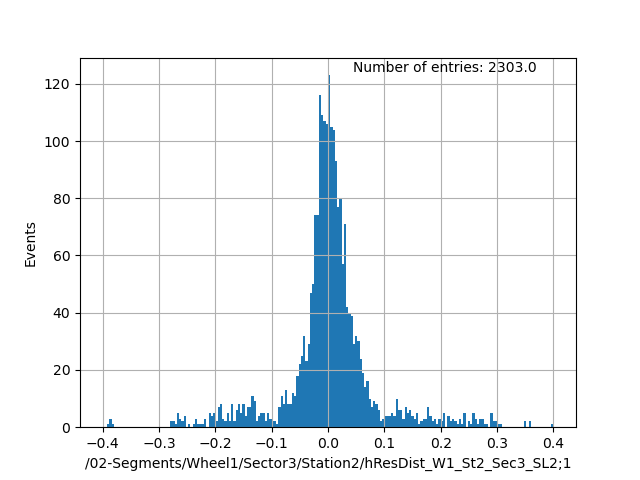 Number of entries: 2303.0
120
100
80
60
40
20
0
Events
−0.4 −0.3 −0.2 −0.1 0.0 0.1 0.2 0.3 0.4
/02-Segments/Wheel1/Sector3/Station2/hResDist_W1_St2_Sec3_SL2;1